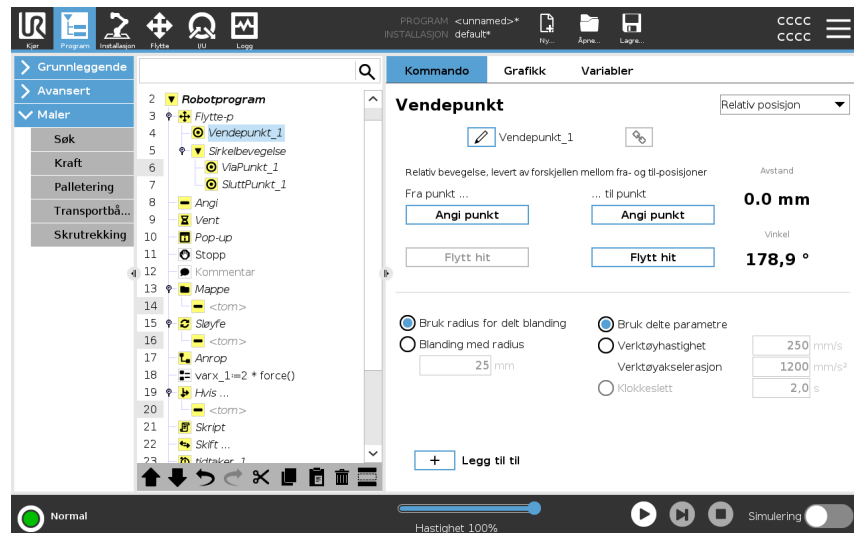 PROGRAM <unnamed>*
INSTALLASJON default*
Kjør
Program
Installasjon
Flytte
I/U
Logg
Ny...
Åpne...
Lagre...
cccc
cccc
Grunnleggende
Avansert
Maler
Søk
Kraft
Palletering
Transportbå...
Skrutrekking
2 Robotprogram
3 Flytte-p
4 Vendepunkt_1
5 Sirkelbevegelse
6 ViaPunkt_1
7 SluttPunkt_1
8 Angi
9 Vent
10 Pop-up
11 Stopp
12 Kommentar
13 Mappe
14 <tom>
15 Sløyfe
16 <tom>
17 Anrop
18 varx_1:=2 * force()
19 Hvis ...
20 <tom>
21 Skript
22 Skift ...
23 tidtaker_1
Kommando
Grafikk
Variabler
Vendepunkt
Relativ posisjon
Vendepunkt_1
Relativ bevegelse, levert av forskjellen mellom fra- og til-posisjoner
Avstand
Fra punkt ...
... til punkt
0.0 mm
Angi punkt
Angi punkt
Vinkel
Flytt hit
Flytt hit
178,9 °
Bruk radius for delt blanding
Bruk delte parametre
Blanding med radius
Verktøyhastighet
250 mm/s
25 mm
Verktøyakselerasjon
1200 mm/s²
Klokkeslett
2,0 s
+ Legg til til
Normal
Hastighet 100%
Simulering